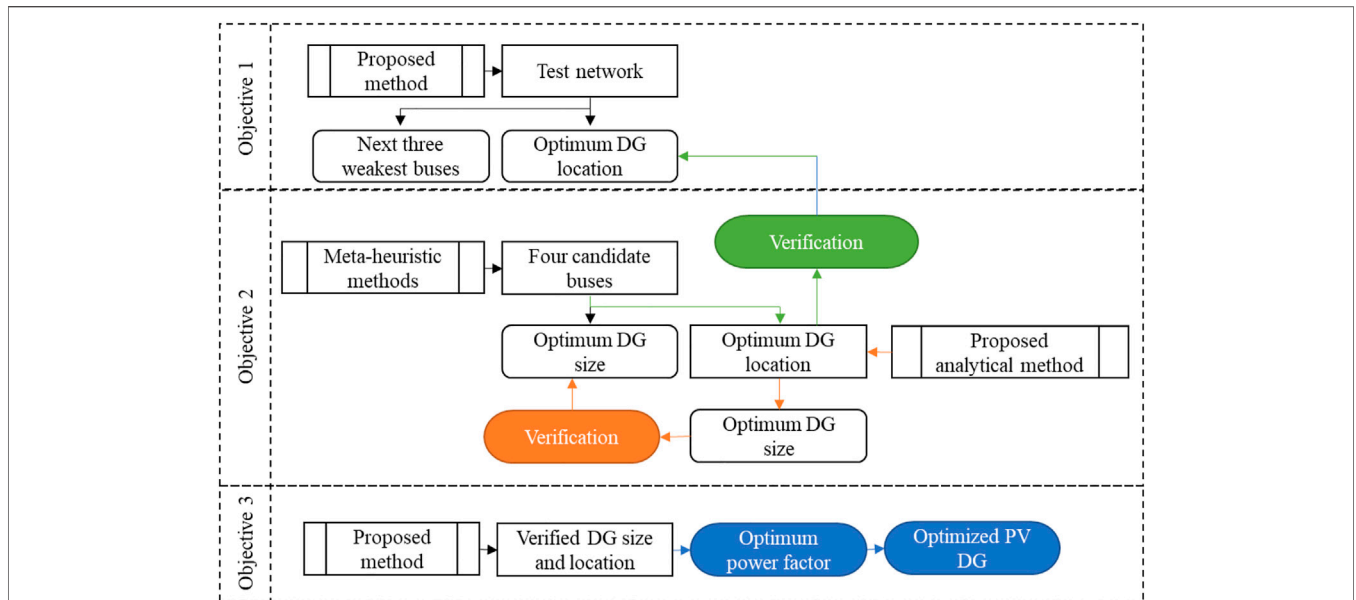 Objective 1
Proposed
method
Test network
Next three
weakest buses
Optimum DG
location
Objective 2
Verification
Meta-heuristic
methods
Four candidate
buses
Optimum DG
size
Optimum DG
location
Proposed
analytical method
Verification
Optimum DG
size
Objective 3
Proposed
method
Verified DG size
and location
Optimum
power factor
Optimized PV
DG